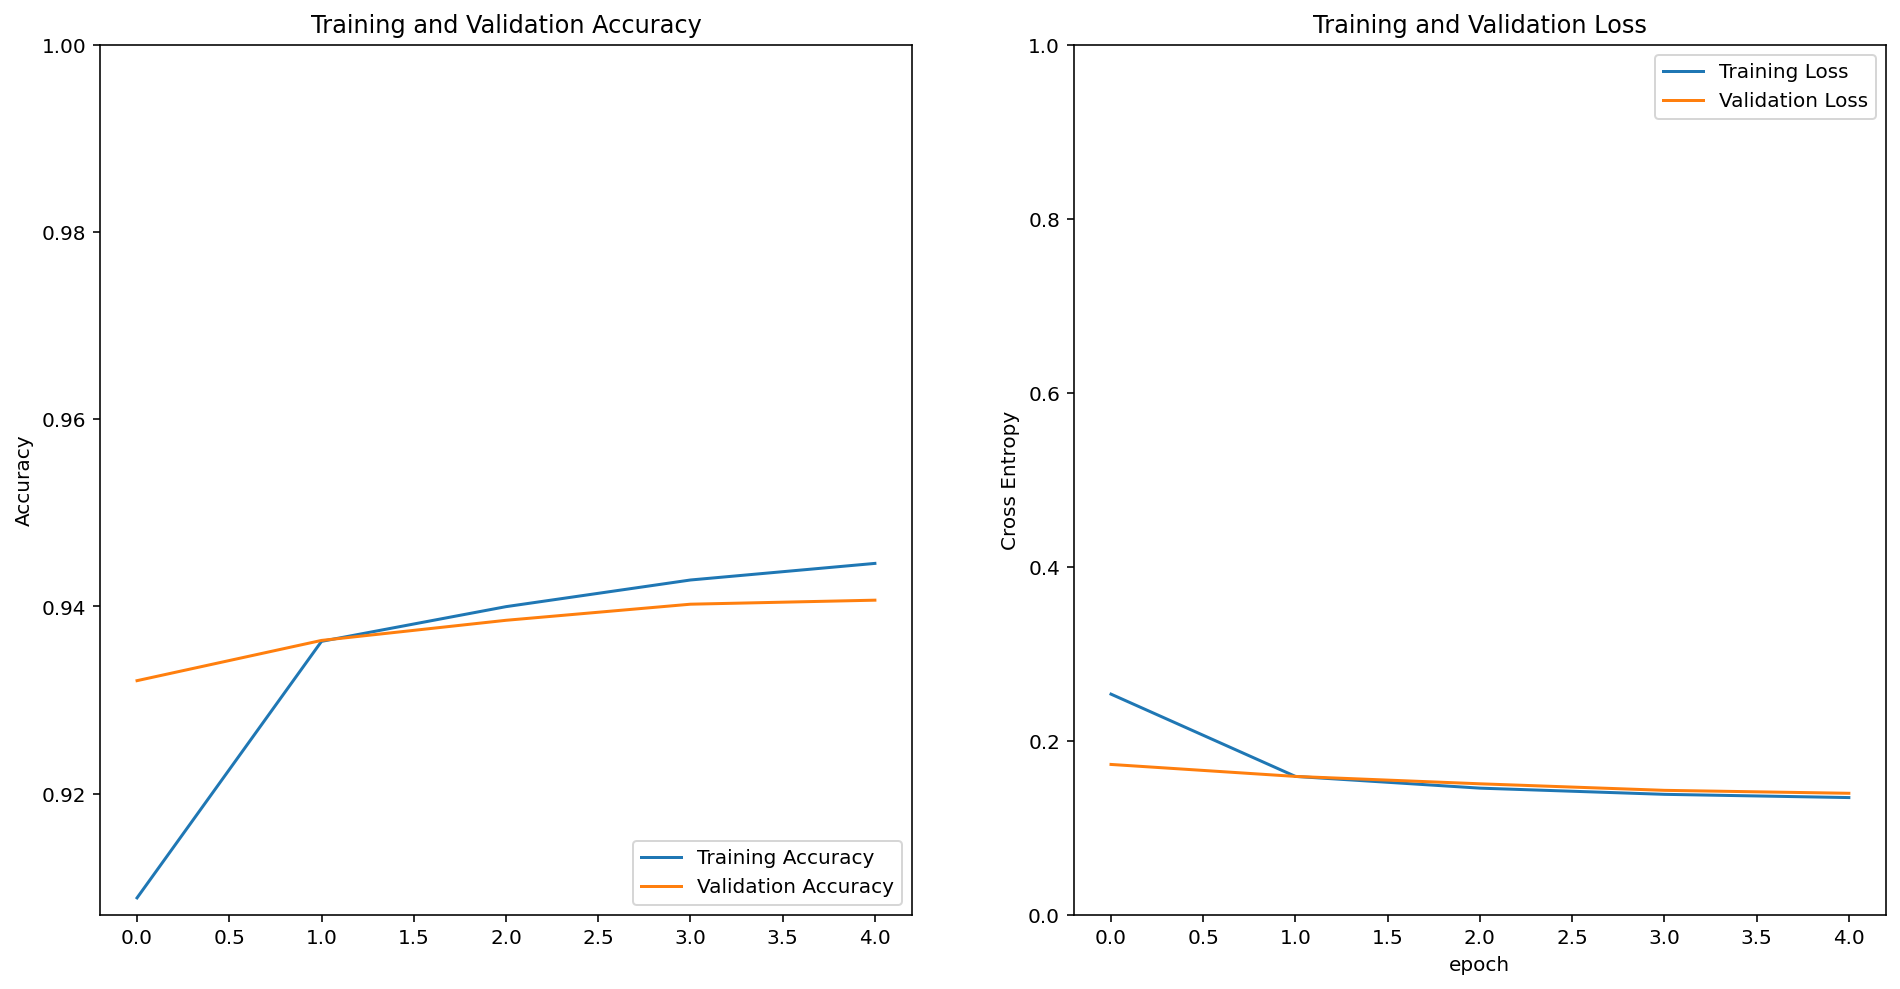 Training and Validation Accuracy
1.00
0.98
0.96
0.94
0.92
Accuracy
0.0 0.5 1.0 1.5 2.0 2.5 3.0 3.5 4.0
Training Accuracy
Validation Accuracy
Training and Validation Loss
1.0
0.8
0.6
0.4
0.2
0.0
Cross Entropy
Training Loss
Validation Loss
0.0 0.5 1.0 1.5 2.0 2.5 3.0 3.5 4.0
epoch